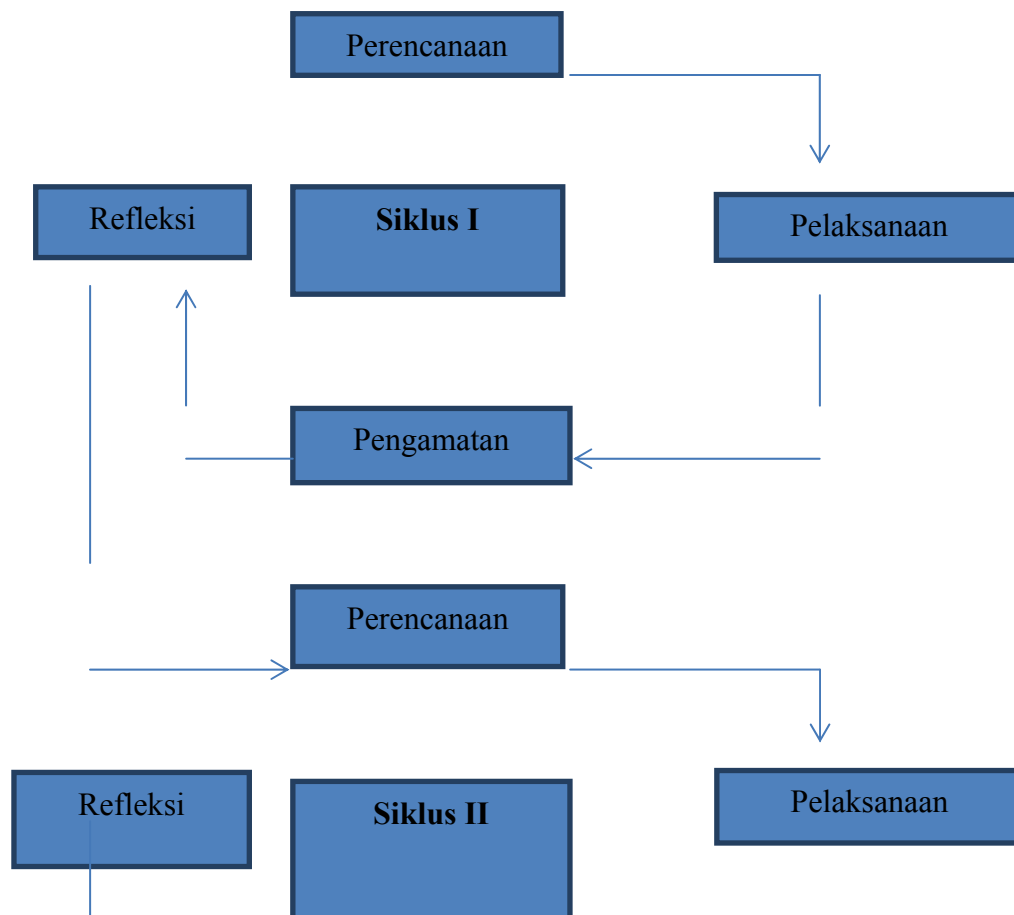 Perencanaan
Refleksi
Siklus I
Pelaksanaan
Pengamatan
Perencanaan
Refleksi
Siklus II
Pelaksanaan